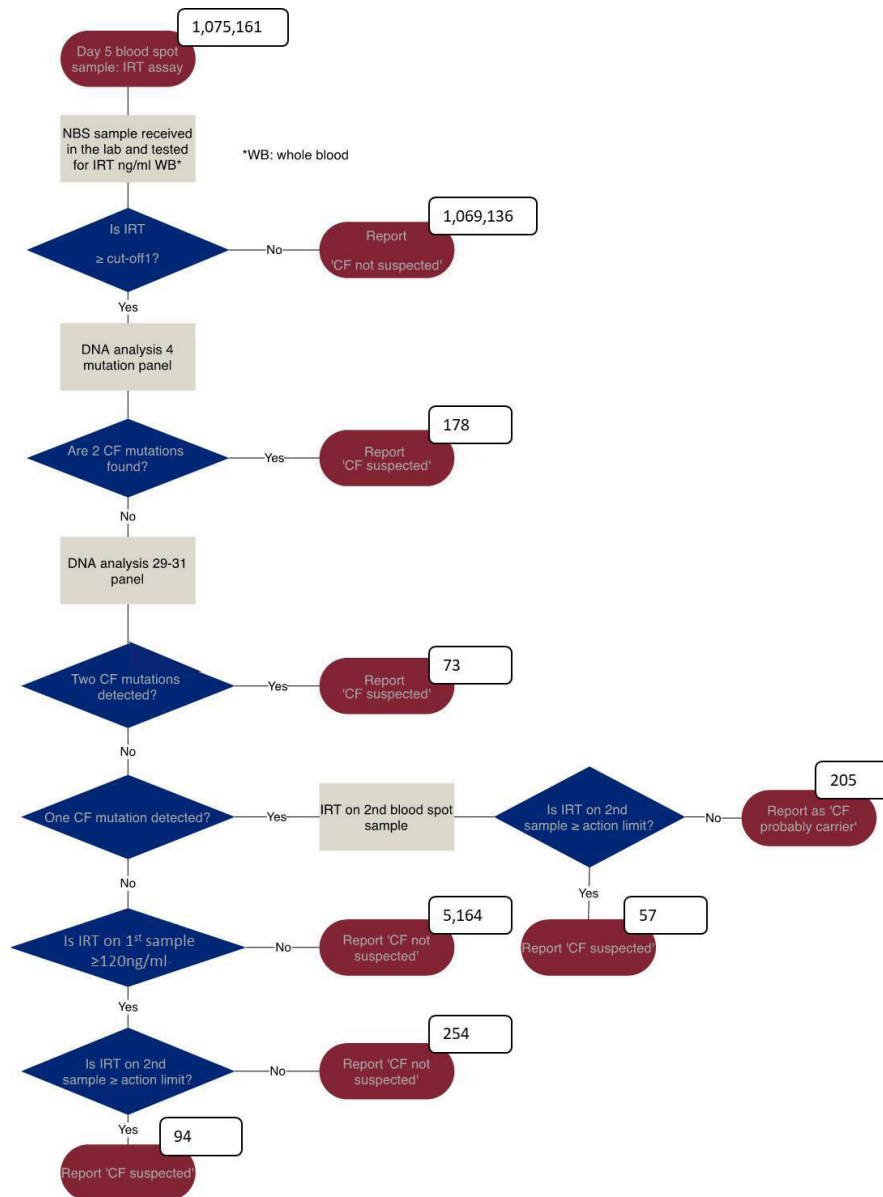 1,075,161
Day 5 blood spot
sample: IRT assay
NBS sample received
in the lab and tested
for IRT ng/ml WB*
*WB: whole blood
Is IRT
≥ cut-off1?
No
1,069,136
Report
'CF not suspected'
Yes
DNA analysis 4
mutation panel
Are 2 CF mutations
found?
Yes
178
Report
'CF suspected'
No
DNA analysis 29-31
panel
Two CF mutations
detected?
Yes
73
Report
'CF suspected'
No
One CF mutation detected?
Yes
IRT on 2nd blood spot
sample
Is IRT on 2nd
sample ≥ action limit?
No
205
Report as 'CF
probably carrier'
Yes
57
Report 'CF suspected'
No
Is IRT on 1st sample
≥120ng/ml
No
5,164
Report 'CF not
suspected'
Yes
Is IRT on 2nd
sample ≥ action limit?
No
254
Report 'CF not
suspected'
Yes
94
Report 'CF suspected'